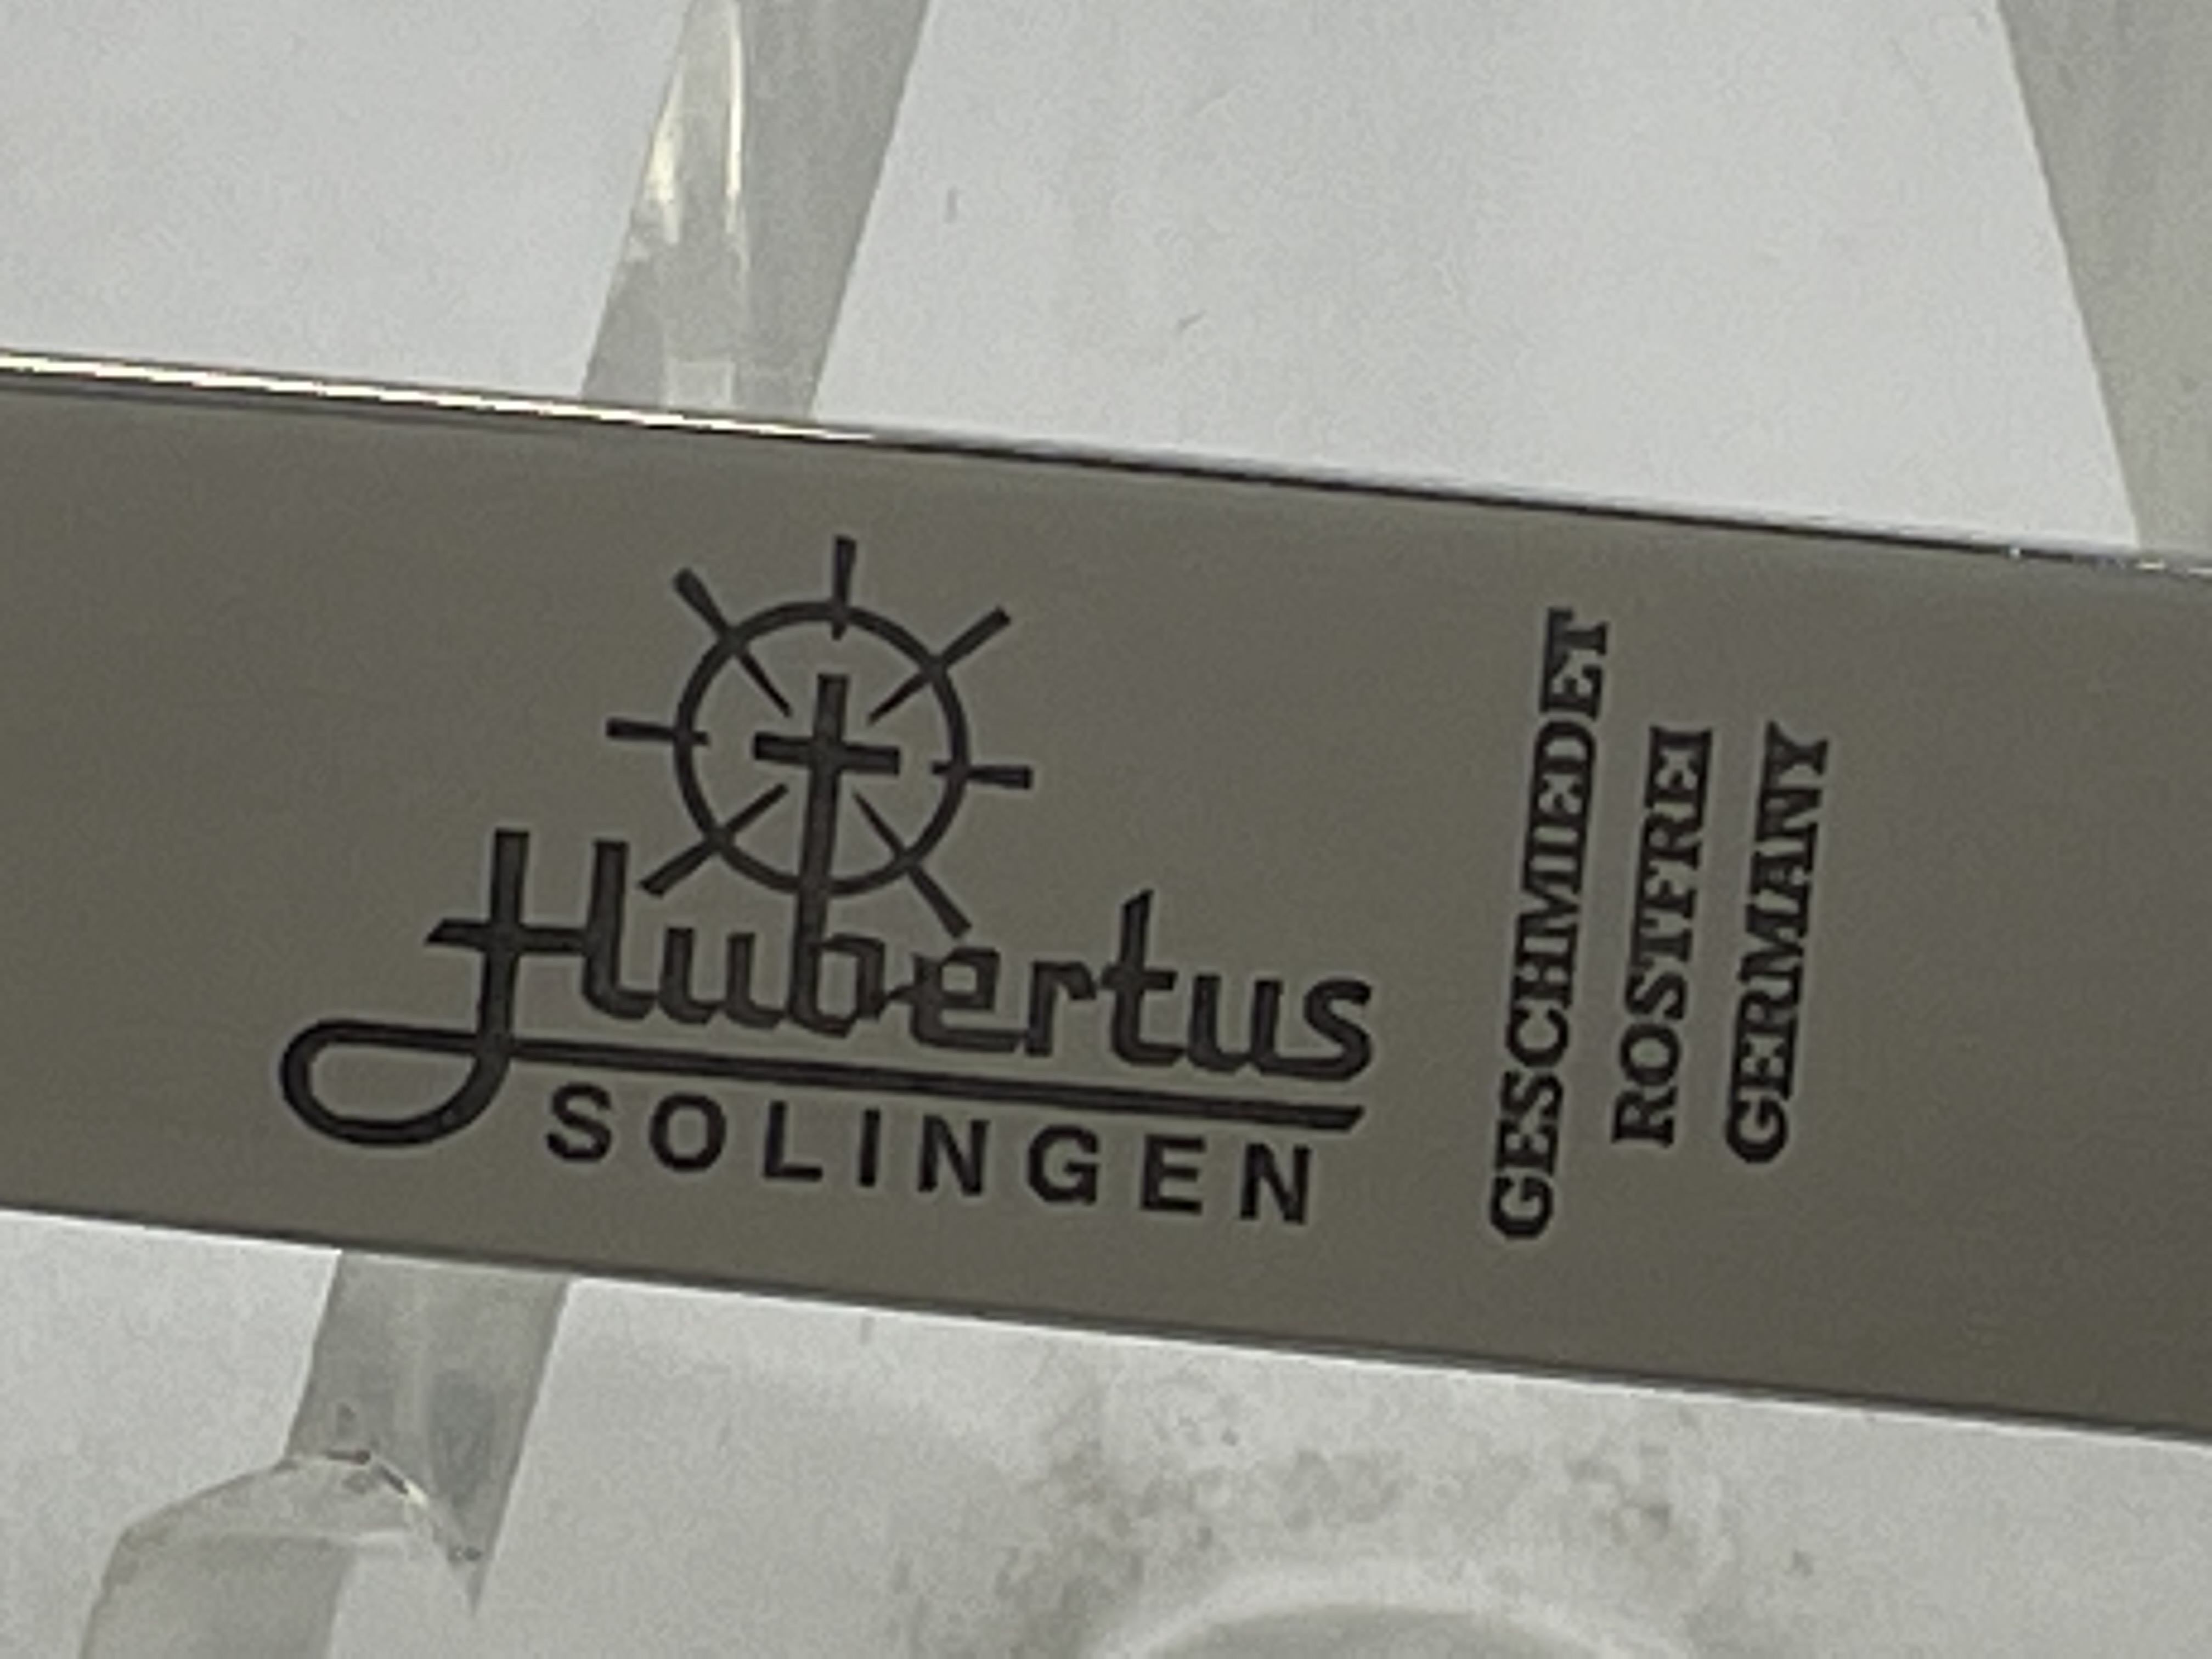 Hubertus
SOLINGEN
GESCHMIEDET
ROSTFREI
GERMANY